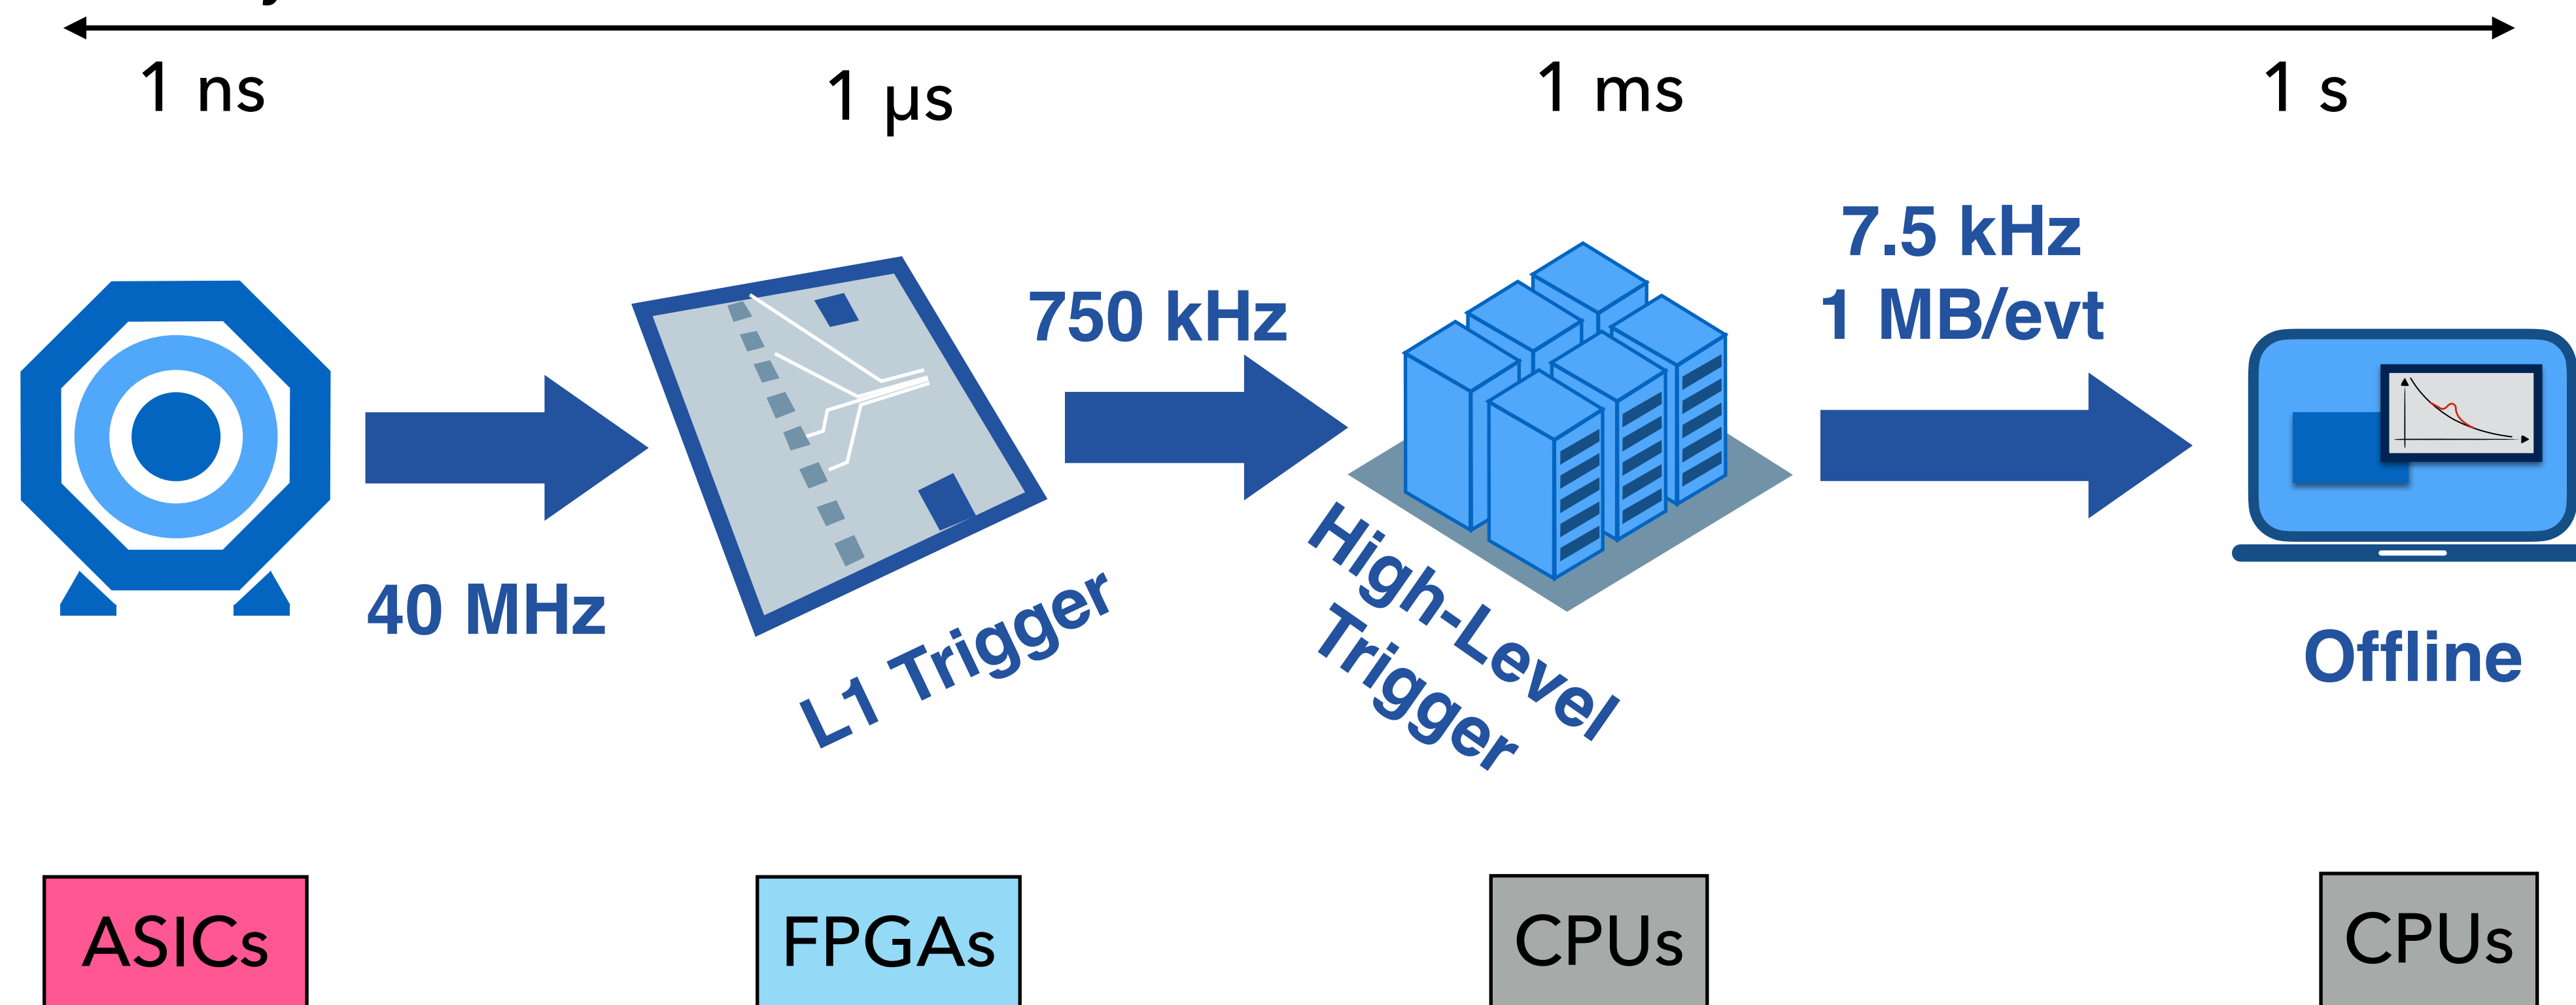 1 ns
1 µs
1 ms
1 s
7.5 kHz
1 MB/evt
750 kHz
40 MHz
L1 Trigger
High-Level
Trigger
Offline
ASICs
FPGAs
CPUs
CPUs